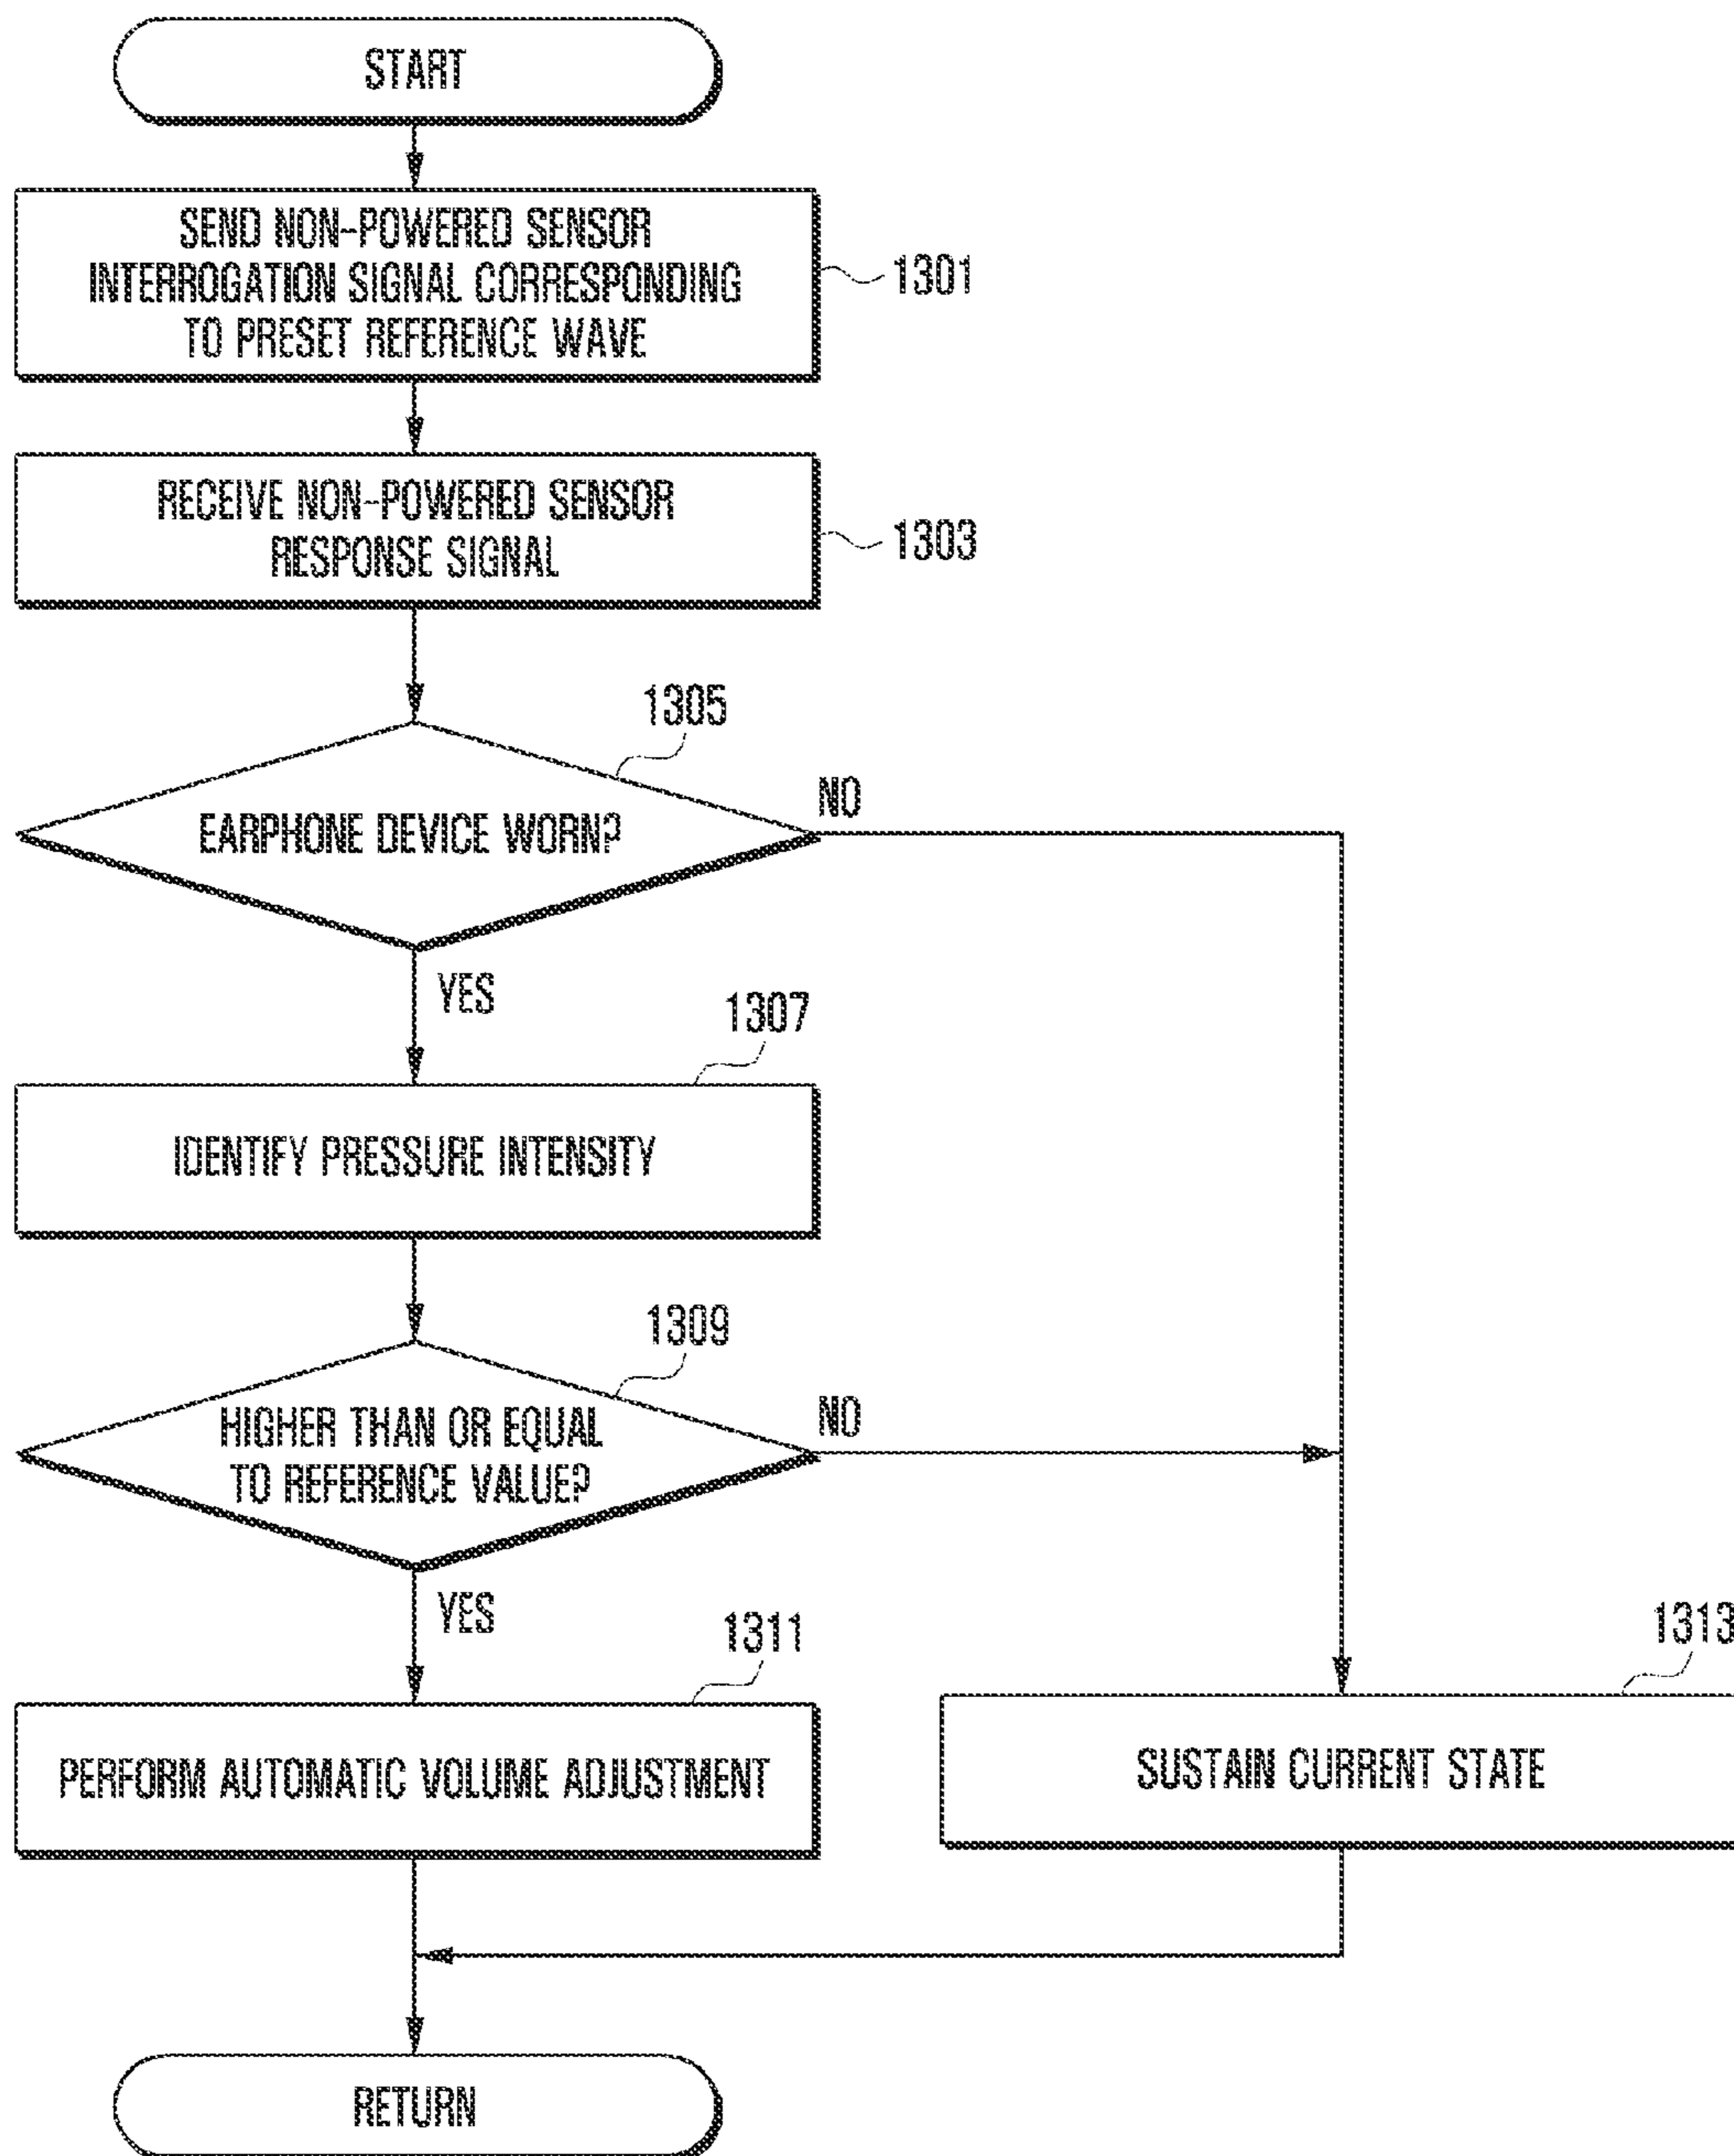 START
SEND NON-POWERED SENSOR
INTERROGATION SIGNAL CORRESPONDING
TO PRESET REFERENCE WAVE
1301
RECEIVE NON-POWERED SENSOR
RESPONSE SIGNAL
1303
1305
EARPHONE DEVICE WORN?
NO
YES
1307
IDENTIFY PRESSURE INTENSITY
1309
HIGHER THAN OR EQUAL
TO REFERENCE VALUE?
NO
YES
1311
PERFORM AUTOMATIC VOLUME ADJUSTMENT
1313
SUSTAIN CURRENT STATE
RETURN